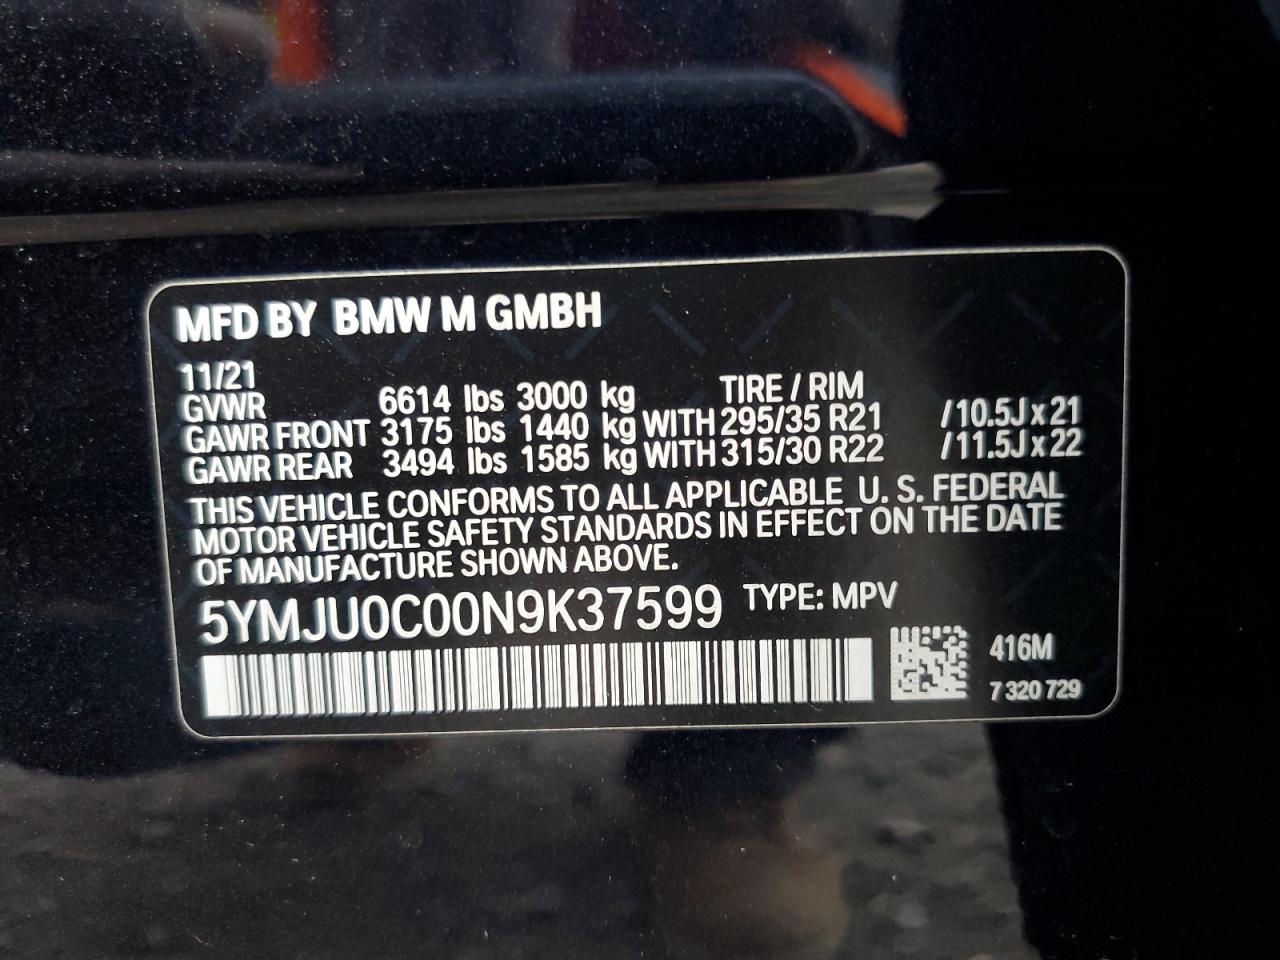 MFD BY BMW M GMBH
11/21
TIRE / RIM
GVWR 6614 lbs 3000 kg
GAWR FRONT 3175 lbs 1440 kg WITH 295/35 R21 /10.5J x 21
GAWR REAR 3494 lbs 1585 kg WITH 315/30 R22 /11.5J x 22
THIS VEHICLE CONFORMS TO ALL APPLICABLE U. S. FEDERAL
MOTOR VEHICLE SAFETY STANDARDS IN EFFECT ON THE DATE
OF MANUFACTURE SHOWN ABOVE.
5YMJU0C00N9K37599 TYPE: MPV
416M
7 320 729